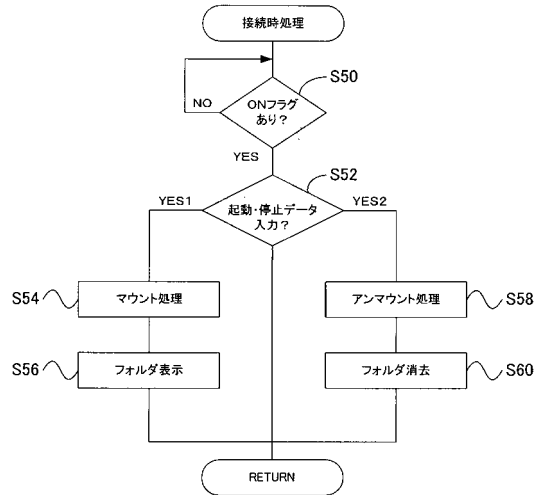 接続時処理
S50
ONフラグ
あり?
NO
YES
S52
YES1
起動・停止データ
入力?
YES2
S54
マウント処理
アンマウント処理
S58
S56
フォルダ表示
フォルダ消去
S60
RETURN